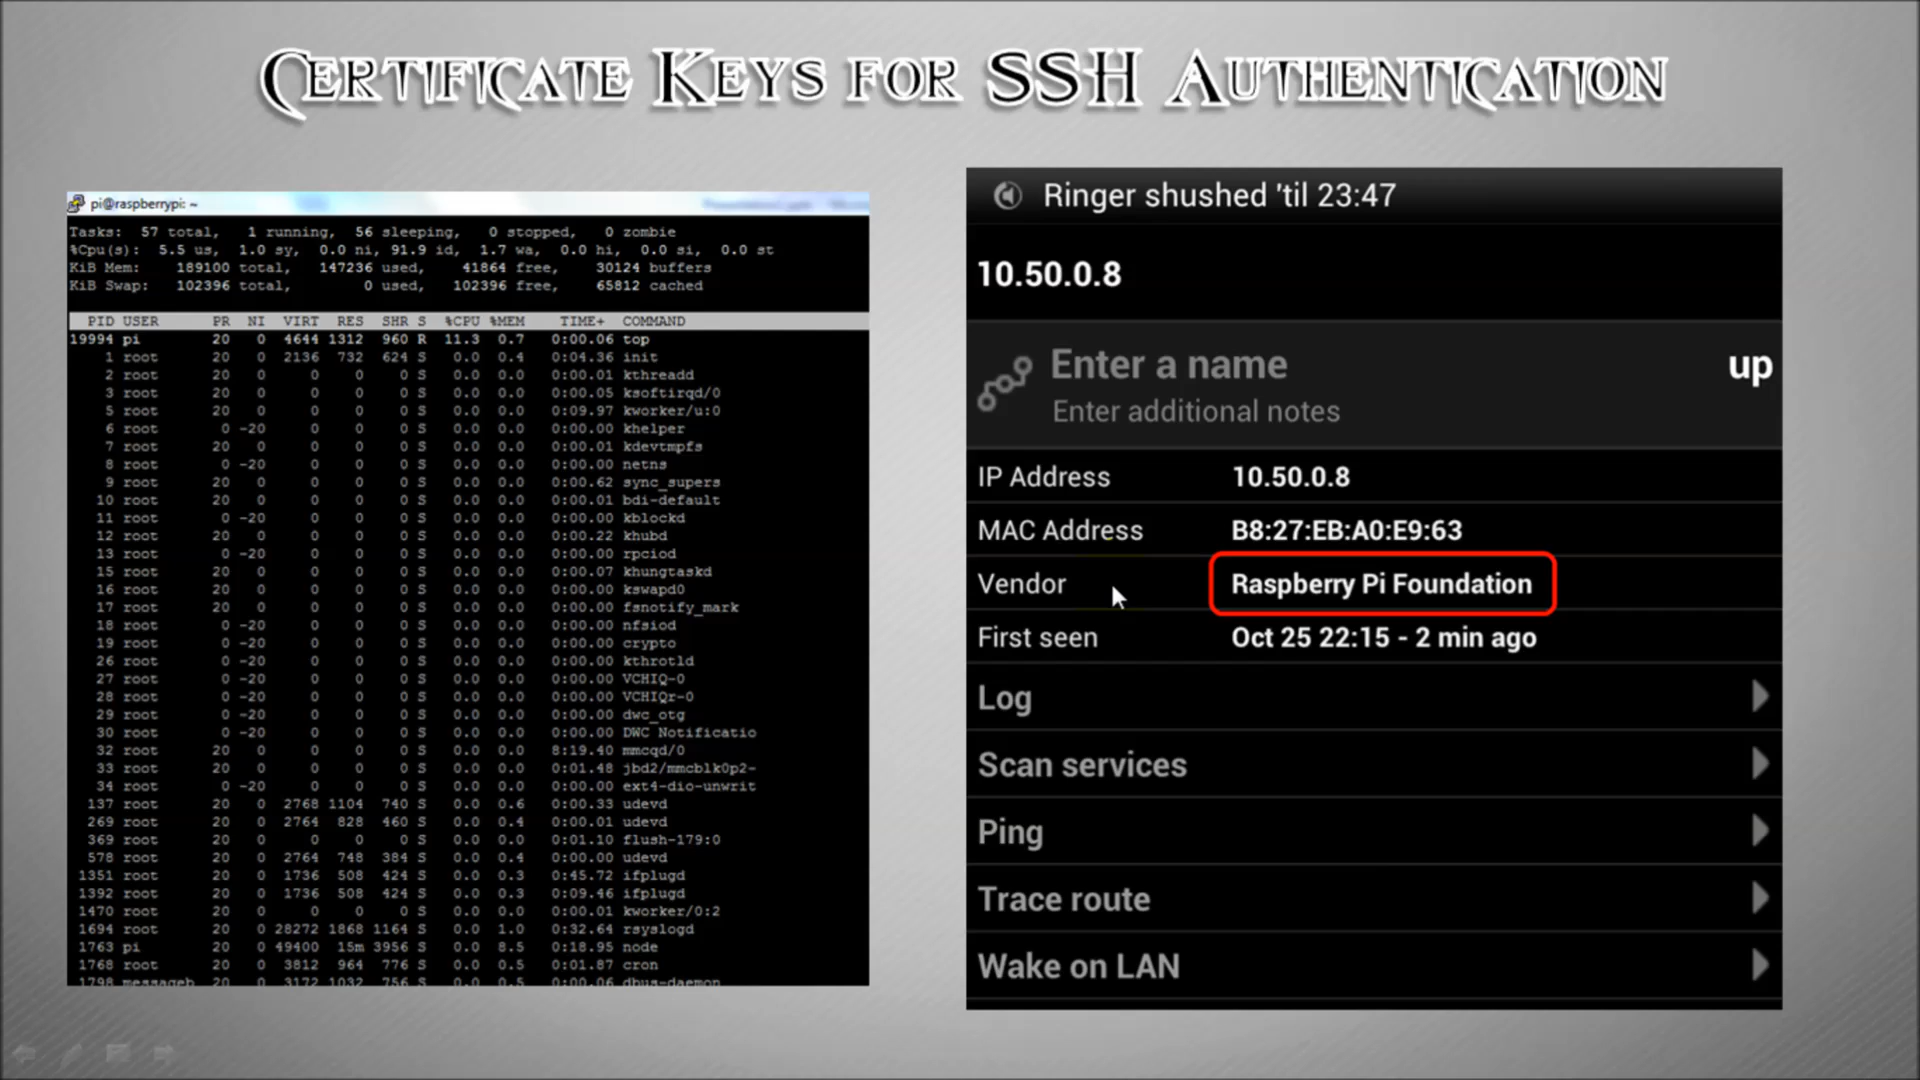 CERTIFICATE KEYS FOR SSH AUTHENTICATION
pi@raspberrypi: ~
Tasks: 57 total, 1 running, 56 sleeping, 0 stopped, 0 zombie
%Cpu(s): 5.5 us, 1.0 sy, 0.0 ni, 91.9 id, 1.7 wa, 0.0 hi, 0.0 si, 0.0 st
KiB Mem: 189100 total, 147236 used, 41864 free, 30124 buffers
KiB Swap: 102396 total, 0 used, 102396 free, 65812 cached
PID USER PR NI VIRT RES SHR S %CPU %MEM TIME+ COMMAND
19994 pi 20 0 4644 1312 960 R 11.3 0.7 0:00.06 top
1 root 20 0 2136 732 624 S 0.0 0.4 0:04.36 init
2 root 20 0 0 0 0 S 0.0 0.0 0:00.01 kthreadd
3 root 20 0 0 0 0 S 0.0 0.0 0:00.05 ksoftirqd/0
5 root 20 0 0 0 0 S 0.0 0.0 0:09.97 kworker/u:0
6 root 0 -20 0 0 0 S 0.0 0.0 0:00.00 khelper
7 root 20 0 0 0 0 S 0.0 0.0 0:00.01 kdevtmpfs
8 root 0 -20 0 0 0 S 0.0 0.0 0:00.00 netns
9 root 20 0 0 0 0 S 0.0 0.0 0:00.62 sync_supers
10 root 20 0 0 0 0 S 0.0 0.0 0:00.01 bdi-default
11 root 0 -20 0 0 0 S 0.0 0.0 0:00.00 kblockd
12 root 20 0 0 0 0 S 0.0 0.0 0:00.22 khubd
13 root 0 -20 0 0 0 S 0.0 0.0 0:00.00 rpciod
15 root 20 0 0 0 0 S 0.0 0.0 0:00.07 khungtaskd
16 root 20 0 0 0 0 S 0.0 0.0 0:00.00 kswapd0
17 root 20 0 0 0 0 S 0.0 0.0 0:00.00 fsnotify_mark
18 root 0 -20 0 0 0 S 0.0 0.0 0:00.00 nfsiod
19 root 0 -20 0 0 0 S 0.0 0.0 0:00.00 crypto
26 root 0 -20 0 0 0 S 0.0 0.0 0:00.00 kthrotld
27 root 0 -20 0 0 0 S 0.0 0.0 0:00.00 VCHIQ-0
28 root 0 -20 0 0 0 S 0.0 0.0 0:00.00 VCHIQr-0
29 root 0 -20 0 0 0 S 0.0 0.0 0:00.00 dwc_otg
30 root 0 -20 0 0 0 S 0.0 0.0 0:00.00 DWC Notificatio
32 root 20 0 0 0 0 S 0.0 0.0 8:19.40 mmcqd/0
33 root 20 0 0 0 0 S 0.0 0.0 0:01.48 jbd2/mmcblk0p2-
34 root 0 -20 0 0 0 S 0.0 0.0 0:00.00 ext4-dio-unwrit
137 root 20 0 2768 1104 740 S 0.0 0.6 0:00.33 udevd
269 root 20 0 2764 828 460 S 0.0 0.4 0:00.01 udevd
369 root 20 0 0 0 0 S 0.0 0.0 0:01.10 flush-179:0
578 root 20 0 2764 748 384 S 0.0 0.4 0:00.00 udevd
1351 root 20 0 1736 508 424 S 0.0 0.3 0:45.72 ifplugd
1392 root 20 0 1736 508 424 S 0.0 0.3 0:09.46 ifplugd
1470 root 20 0 0 0 0 S 0.0 0.0 0:00.01 kworker/0:2
1694 root 20 0 28272 1868 1164 S 0.0 1.0 0:32.64 rsyslogd
1763 pi 20 0 49400 15m 3956 S 0.0 8.5 0:18.95 node
1768 root 20 0 3812 964 776 S 0.0 0.5 0:01.87 cron
1798 messageb 20 0 3172 1032 756 S 0.0 0.5 0:00.06 dbus-daemon
Ringer shushed 'til 23:47
10.50.0.8
Enter a name
up
Enter additional notes
IP Address 10.50.0.8
MAC Address B8:27:EB:A0:E9:63
Vendor Raspberry Pi Foundation
First seen Oct 25 22:15 - 2 min ago
Log
Scan services
Ping
Trace route
Wake on LAN